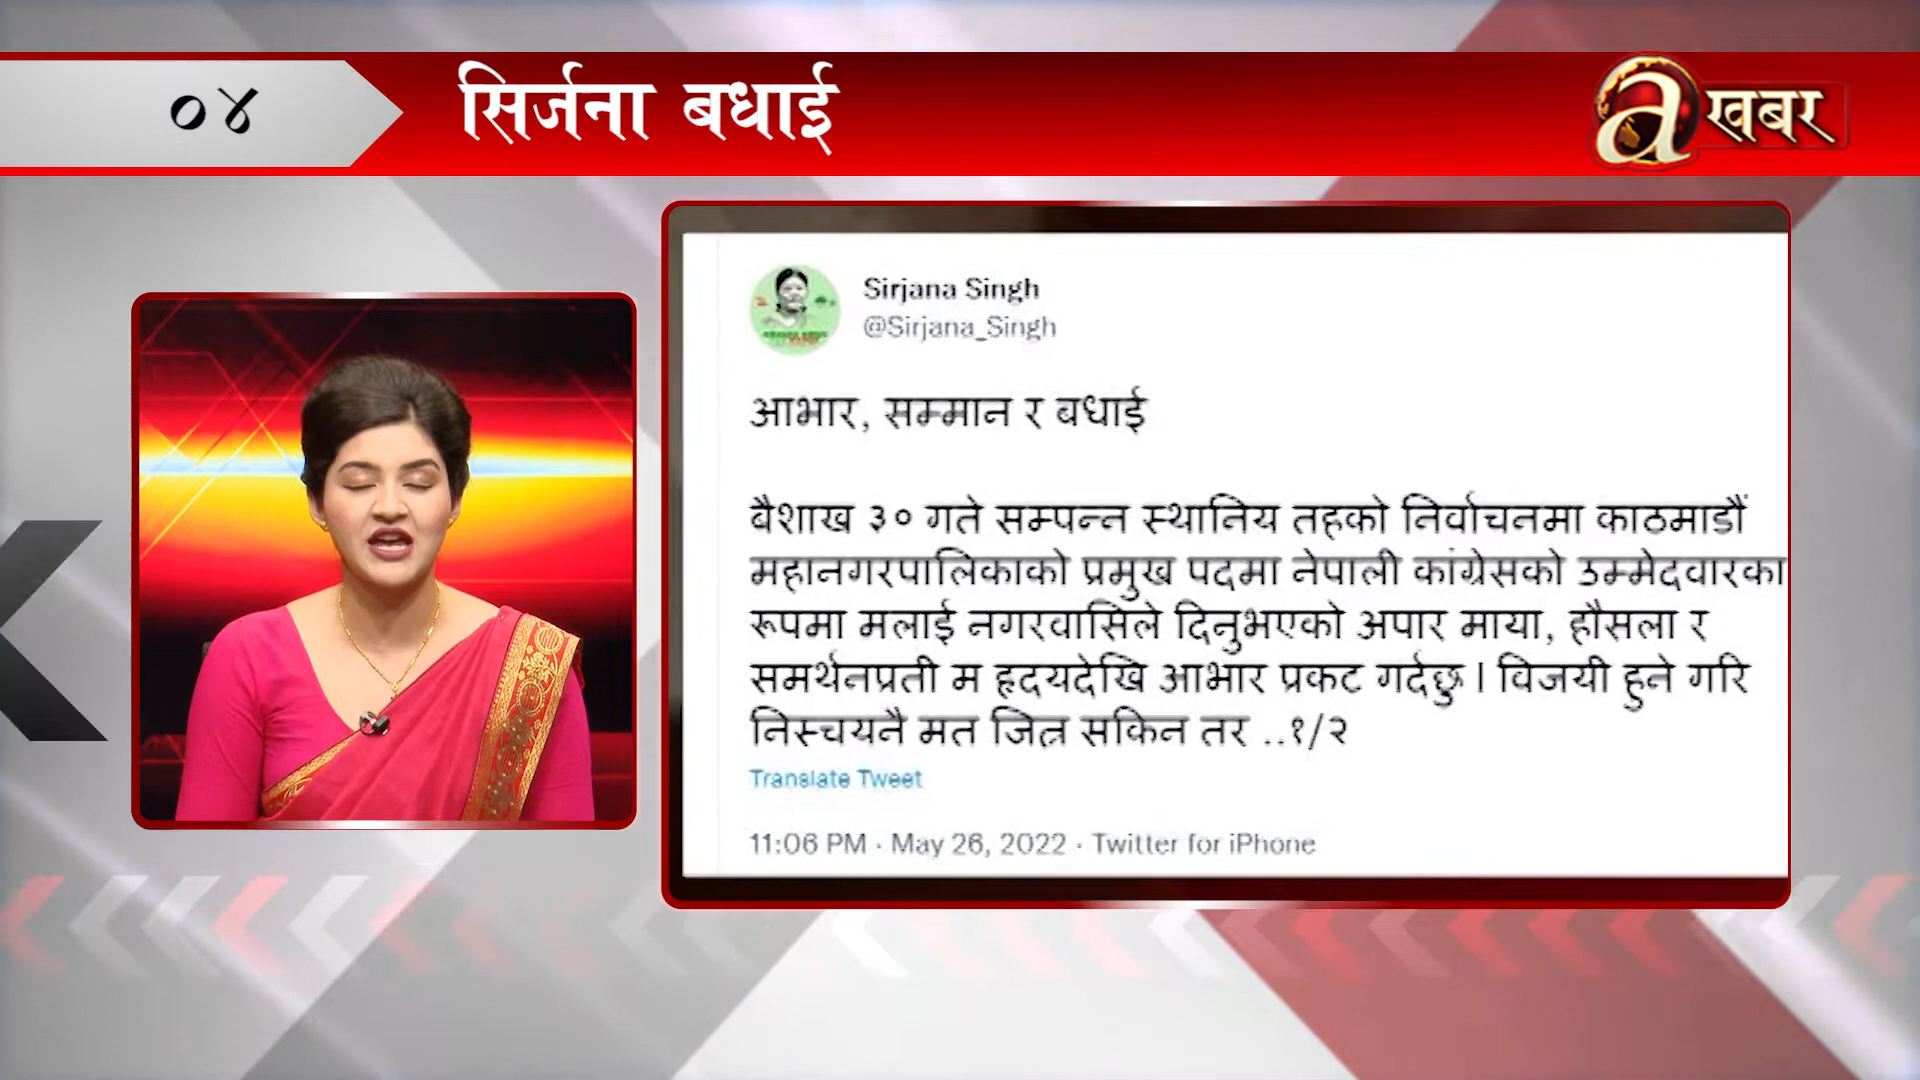 ०४
सिर्जना बधाई
a खबर
Sirjana Singh
@Sirjana_Singh
आभार, सम्मान र बधाई
बैशाख ३० गते सम्पन्न स्थानिय तहको निर्वाचनमा काठमाडौं
महानगरपालिकाको प्रमुख पदमा नेपाली कांग्रेसको उम्मेदवारका
रूपमा मलाई नगरवासिले दिनुभएको अपार माया, हौसला र
समर्थनप्रती म हृदयदेखि आभार प्रकट गर्दछु । विजयी हुने गरि
निस्चयनै मत जित्न सकिन तर ..१/२
Translate Tweet
11:06 PM · May 26, 2022 · Twitter for iPhone